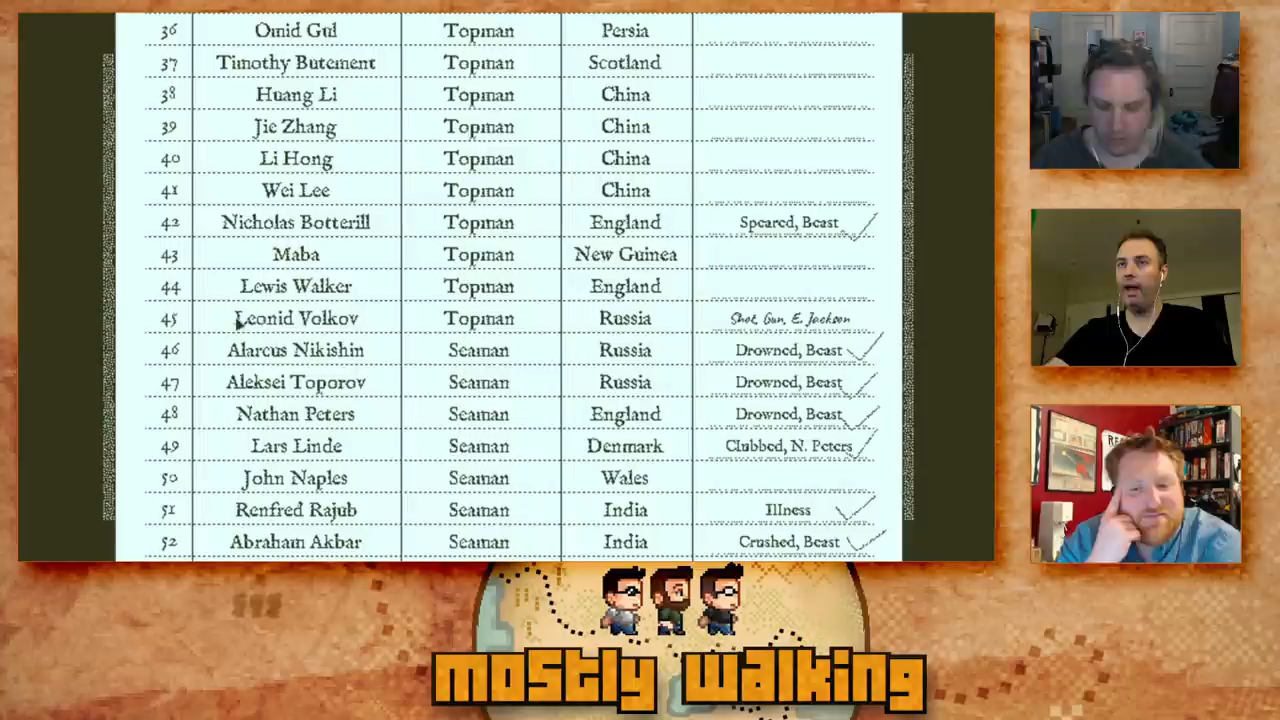 36 Omid Gul Topman Persia
37 Timothy Butement Topman Scotland
38 Huang Li Topman China
39 Jie Zhang Topman China
40 Li Hong Topman China
41 Wei Lee Topman China
42 Nicholas Botterill Topman England Speared, Beast
43 Maba Topman New Guinea
44 Lewis Walker Topman England
45 Leonid Volkov Topman Russia Shot, Gun, E. Jackson
46 Alarcus Nikishin Seaman Russia Drowned, Beast
47 Aleksei Toporov Seaman Russia Drowned, Beast
48 Nathan Peters Seaman England Drowned, Beast
49 Lars Linde Seaman Denmark Clubbed, N. Peters
50 John Naples Seaman Wales
51 Renfred Rajub Seaman India Illness
52 Abraham Akbar Seaman India Crushed, Beast
mostly walking